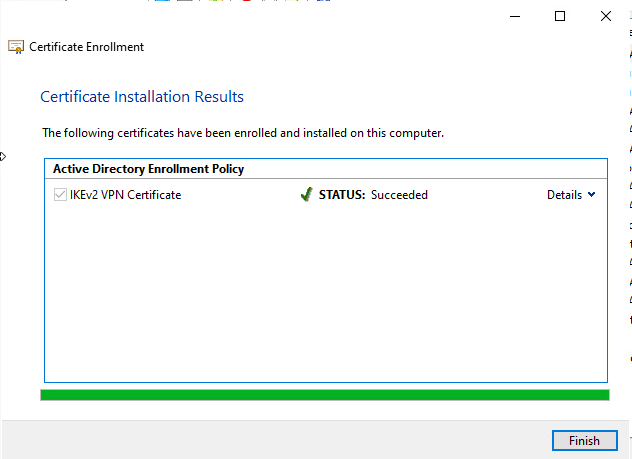 Certificate Enrollment
Certificate Installation Results
The following certificates have been enrolled and installed on this computer.
Active Directory Enrollment Policy
IKEv2 VPN Certificate STATUS: Succeeded Details
Finish